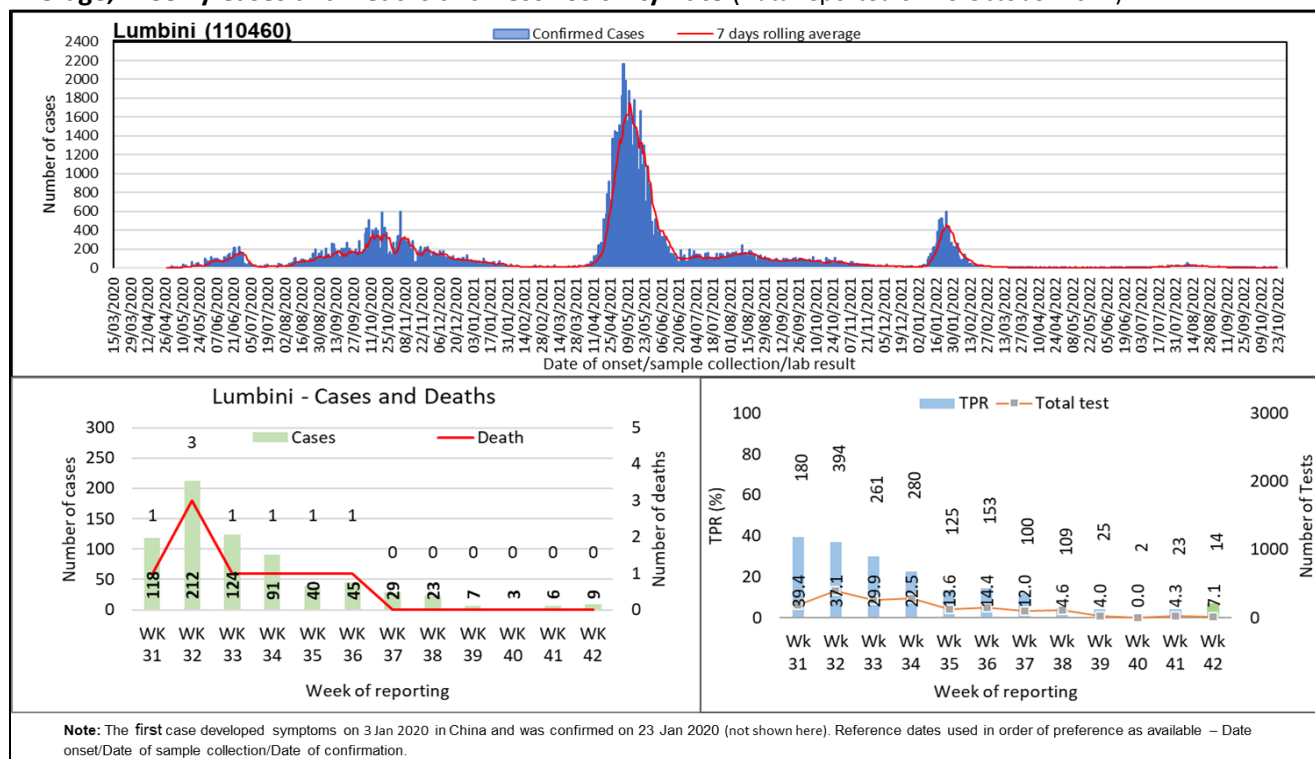 Lumbini (110460)
Confirmed Cases
7 days rolling average
Number of cases
2400
2200
2000
1800
1600
1400
1200
1000
800
600
400
200
0
15/03/2020 29/03/2020 12/04/2020 26/04/2020 10/05/2020 24/05/2020 07/06/2020 21/06/2020 05/07/2020 19/07/2020 02/08/2020 16/08/2020 30/08/2020 13/09/2020 27/09/2020 11/10/2020 25/10/2020 08/11/2020 22/11/2020 06/12/2020 20/12/2020 03/01/2021 17/01/2021 31/01/2021 14/02/2021 28/02/2021 14/03/2021 28/03/2021 11/04/2021 25/04/2021 09/05/2021 23/05/2021 06/06/2021 20/06/2021 04/07/2021 18/07/2021 01/08/2021 15/08/2021 29/08/2021 12/09/2021 26/09/2021 10/10/2021 24/10/2021 07/11/2021 21/11/2021 05/12/2021 19/12/2021 02/01/2022 16/01/2022 30/01/2022 13/02/2022 27/02/2022 13/03/2022 27/03/2022 10/04/2022 24/04/2022 08/05/2022 22/05/2022 05/06/2022 19/06/2022 03/07/2022 17/07/2022 31/07/2022 14/08/2022 28/08/2022 11/09/2022 25/09/2022 09/10/2022 23/10/2022
Date of onset/sample collection/lab result
Lumbini - Cases and Deaths
Cases
Death
Number of cases
300
250
200
150
100
50
0
1 3 1 1 1 1 0 0 0 0 0 0
118 212 124 91 40 45 29 23 7 3 6 9
5
4
3
2
1
0
Number of deaths
WK WK WK WK WK WK WK WK WK WK WK WK
31 32 33 34 35 36 37 38 39 40 41 42
Week of reporting
TPR
Total test
TPR (%)
100
80
60
40
20
0
180 394 261 280 125 153 100 109 25 2 23 14
39.4 37.1 29.9 22.5 13.6 14.4 12.0 4.6 4.0 0.0 4.3 7.1
3000
2000
1000
0
Number of Tests
Wk Wk Wk Wk Wk Wk Wk Wk Wk Wk Wk Wk
31 32 33 34 35 36 37 38 39 40 41 42
Week of reporting
Note: The first case developed symptoms on 3 Jan 2020 in China and was confirmed on 23 Jan 2020 (not shown here). Reference dates used in order of preference as available – Date
onset/Date of sample collection/Date of confirmation.